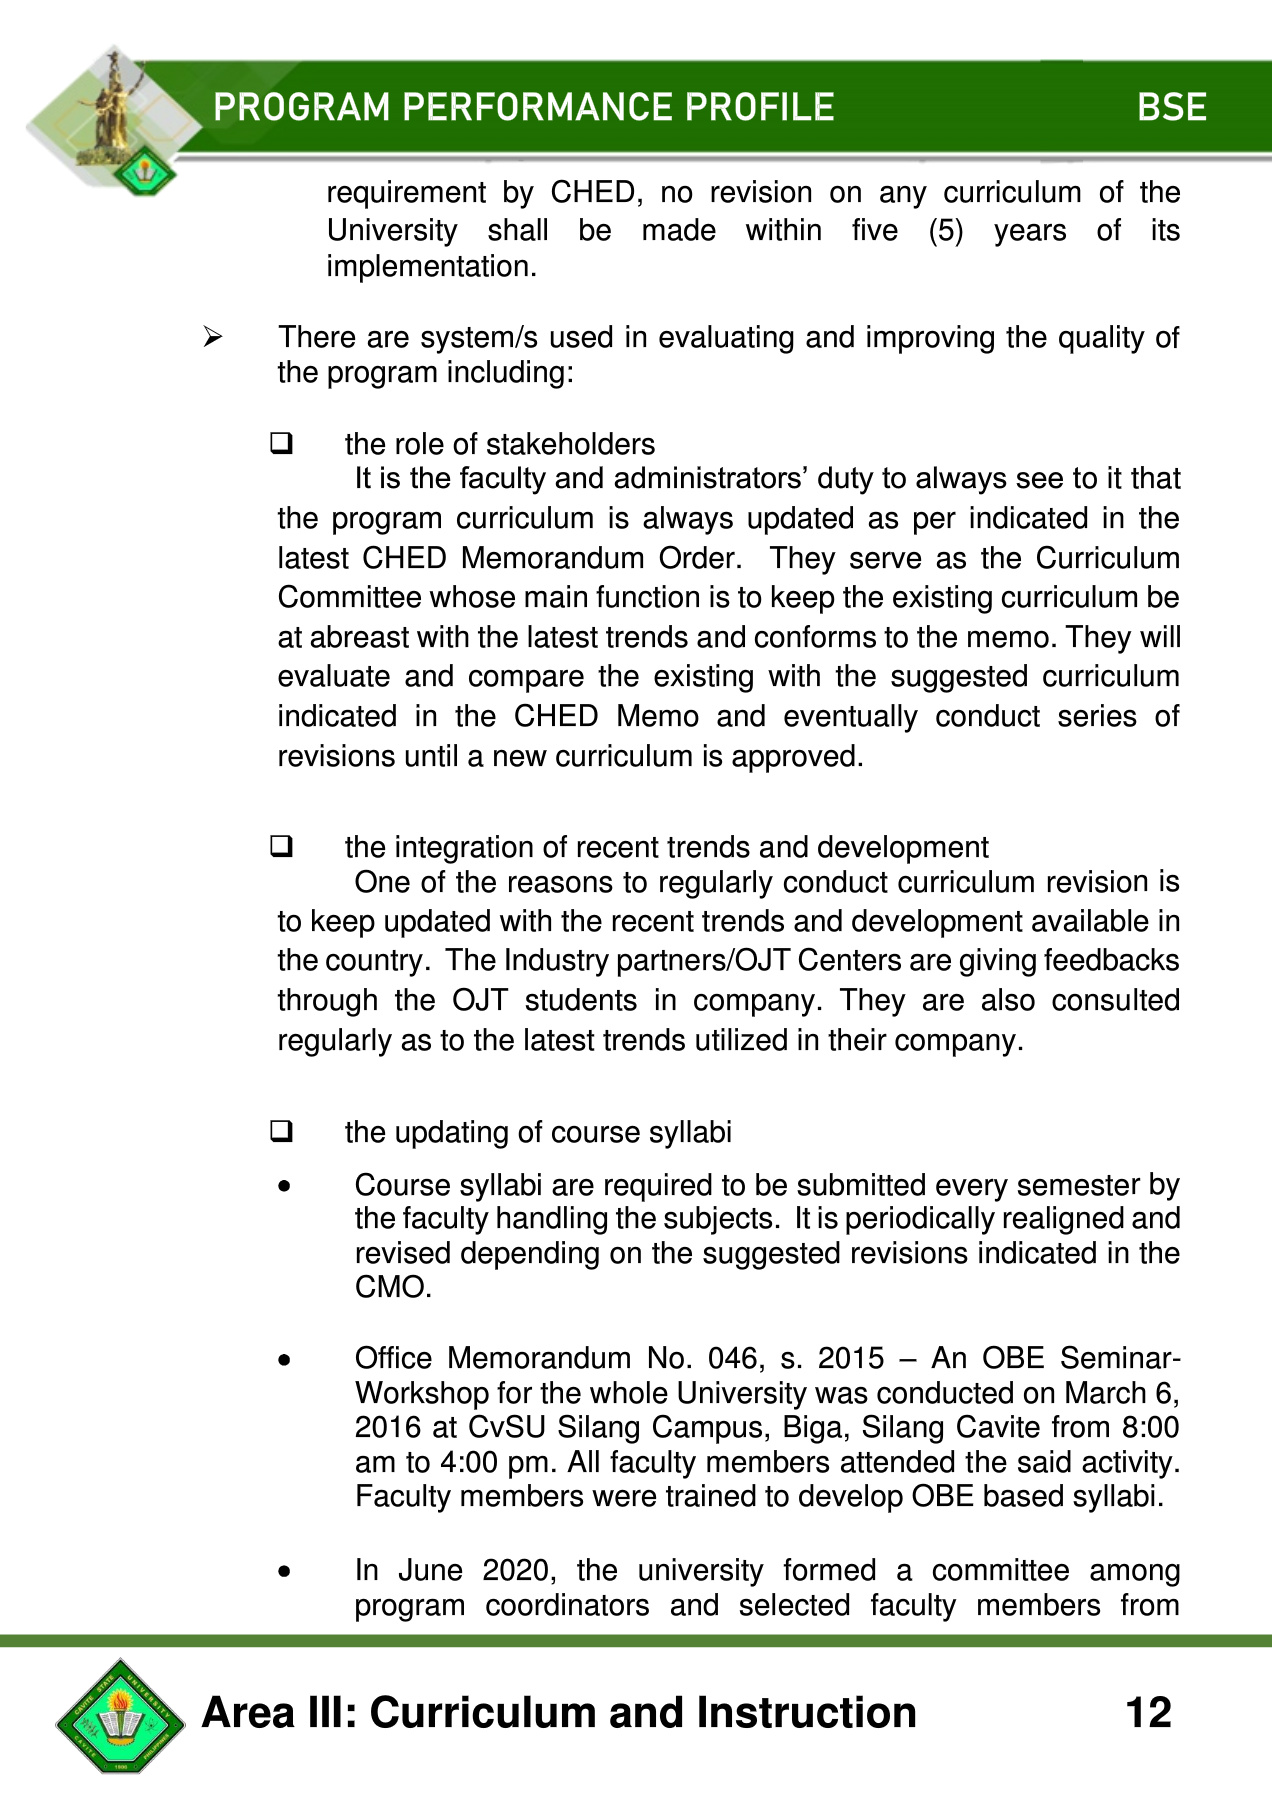 PROGRAM PERFORMANCE PROFILE BSE
requirement by CHED, no revision on any curriculum of the
University shall be made within five (5) years of its
implementation.
➢ There are system/s used in evaluating and improving the quality of
the program including:
❑ the role of stakeholders
It is the faculty and administrators’ duty to always see to it that
the program curriculum is always updated as per indicated in the
latest CHED Memorandum Order. They serve as the Curriculum
Committee whose main function is to keep the existing curriculum be
at abreast with the latest trends and conforms to the memo. They will
evaluate and compare the existing with the suggested curriculum
indicated in the CHED Memo and eventually conduct series of
revisions until a new curriculum is approved.
❑ the integration of recent trends and development
One of the reasons to regularly conduct curriculum revision is
to keep updated with the recent trends and development available in
the country. The Industry partners/OJT Centers are giving feedbacks
through the OJT students in company. They are also consulted
regularly as to the latest trends utilized in their company.
❑ the updating of course syllabi
• Course syllabi are required to be submitted every semester by
the faculty handling the subjects. It is periodically realigned and
revised depending on the suggested revisions indicated in the
CMO.
• Office Memorandum No. 046, s. 2015 – An OBE Seminar-
Workshop for the whole University was conducted on March 6,
2016 at CvSU Silang Campus, Biga, Silang Cavite from 8:00
am to 4:00 pm. All faculty members attended the said activity.
Faculty members were trained to develop OBE based syllabi.
• In June 2020, the university formed a committee among
program coordinators and selected faculty members from
CAVITE STATE UNIVERSITY
CAVITE PHILIPPINES
1906
Area III: Curriculum and Instruction 12